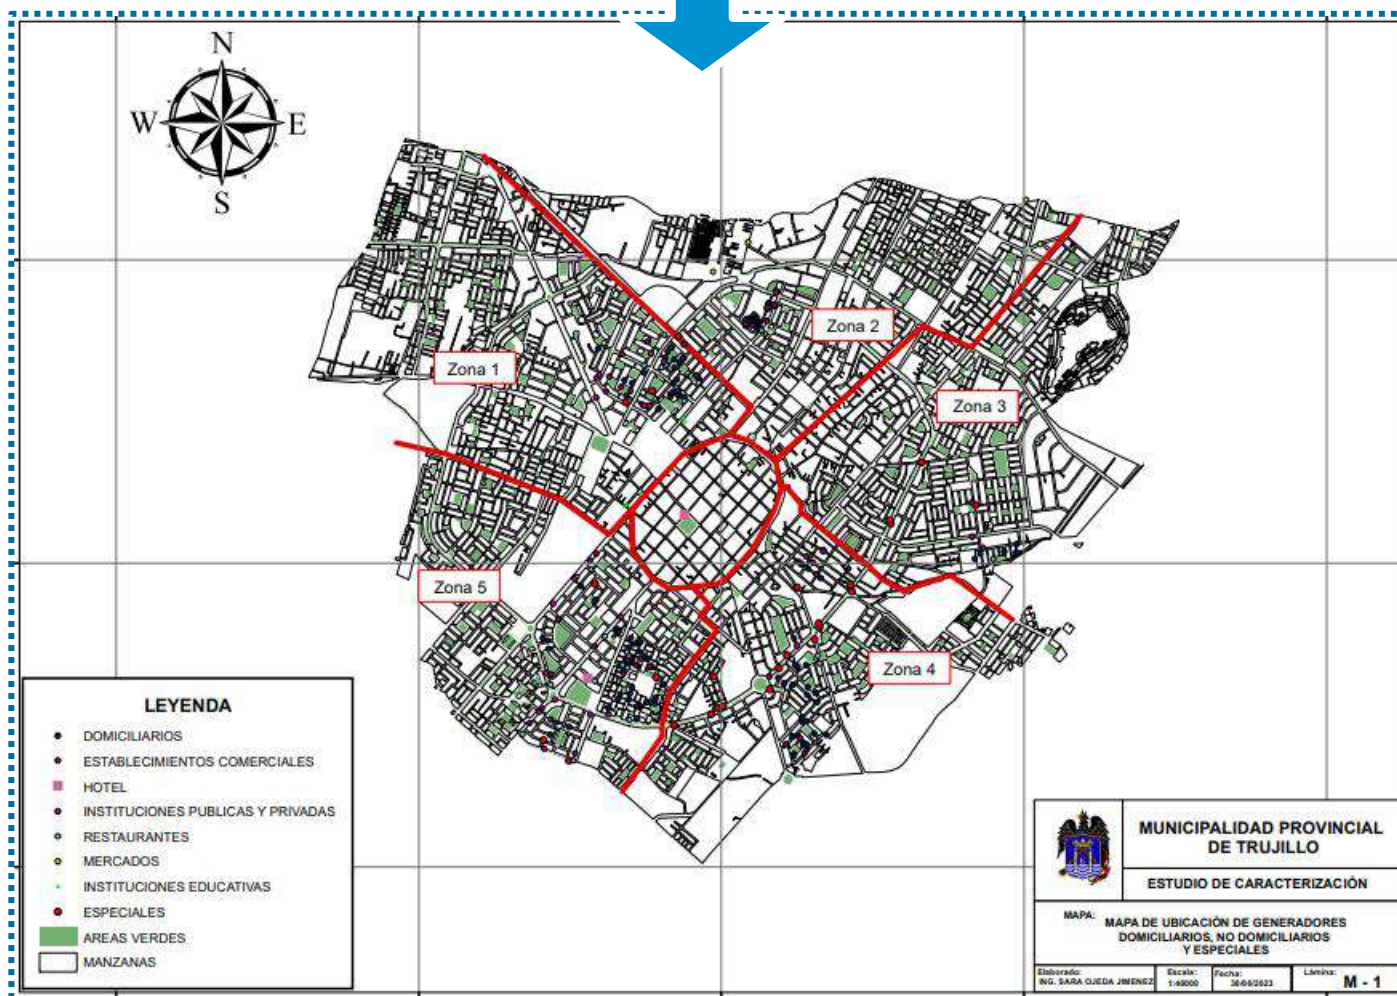 N
W
E
S
Zona 2
Zona 1
Zona 3
Zona 5
Zona 4
LEYENDA
DOMICILIARIOS
ESTABLECIMIENTOS COMERCIALES
HOTEL
INSTITUCIONES PUBLICAS Y PRIVADAS
RESTAURANTES
MERCADOS
INSTITUCIONES EDUCATIVAS
ESPECIALES
AREAS VERDES
MANZANAS
MUNICIPALIDAD PROVINCIAL
DE TRUJILLO
ESTUDIO DE CARACTERIZACIÓN
MAPA: MAPA DE UBICACIÓN DE GENERADORES
DOMICILIARIOS, NO DOMICILIARIOS
Y ESPECIALES
Elaborado:
ING. SARA OJEDA JIMENEZ
Escala:
Fecha:
Lámina:
M - 1